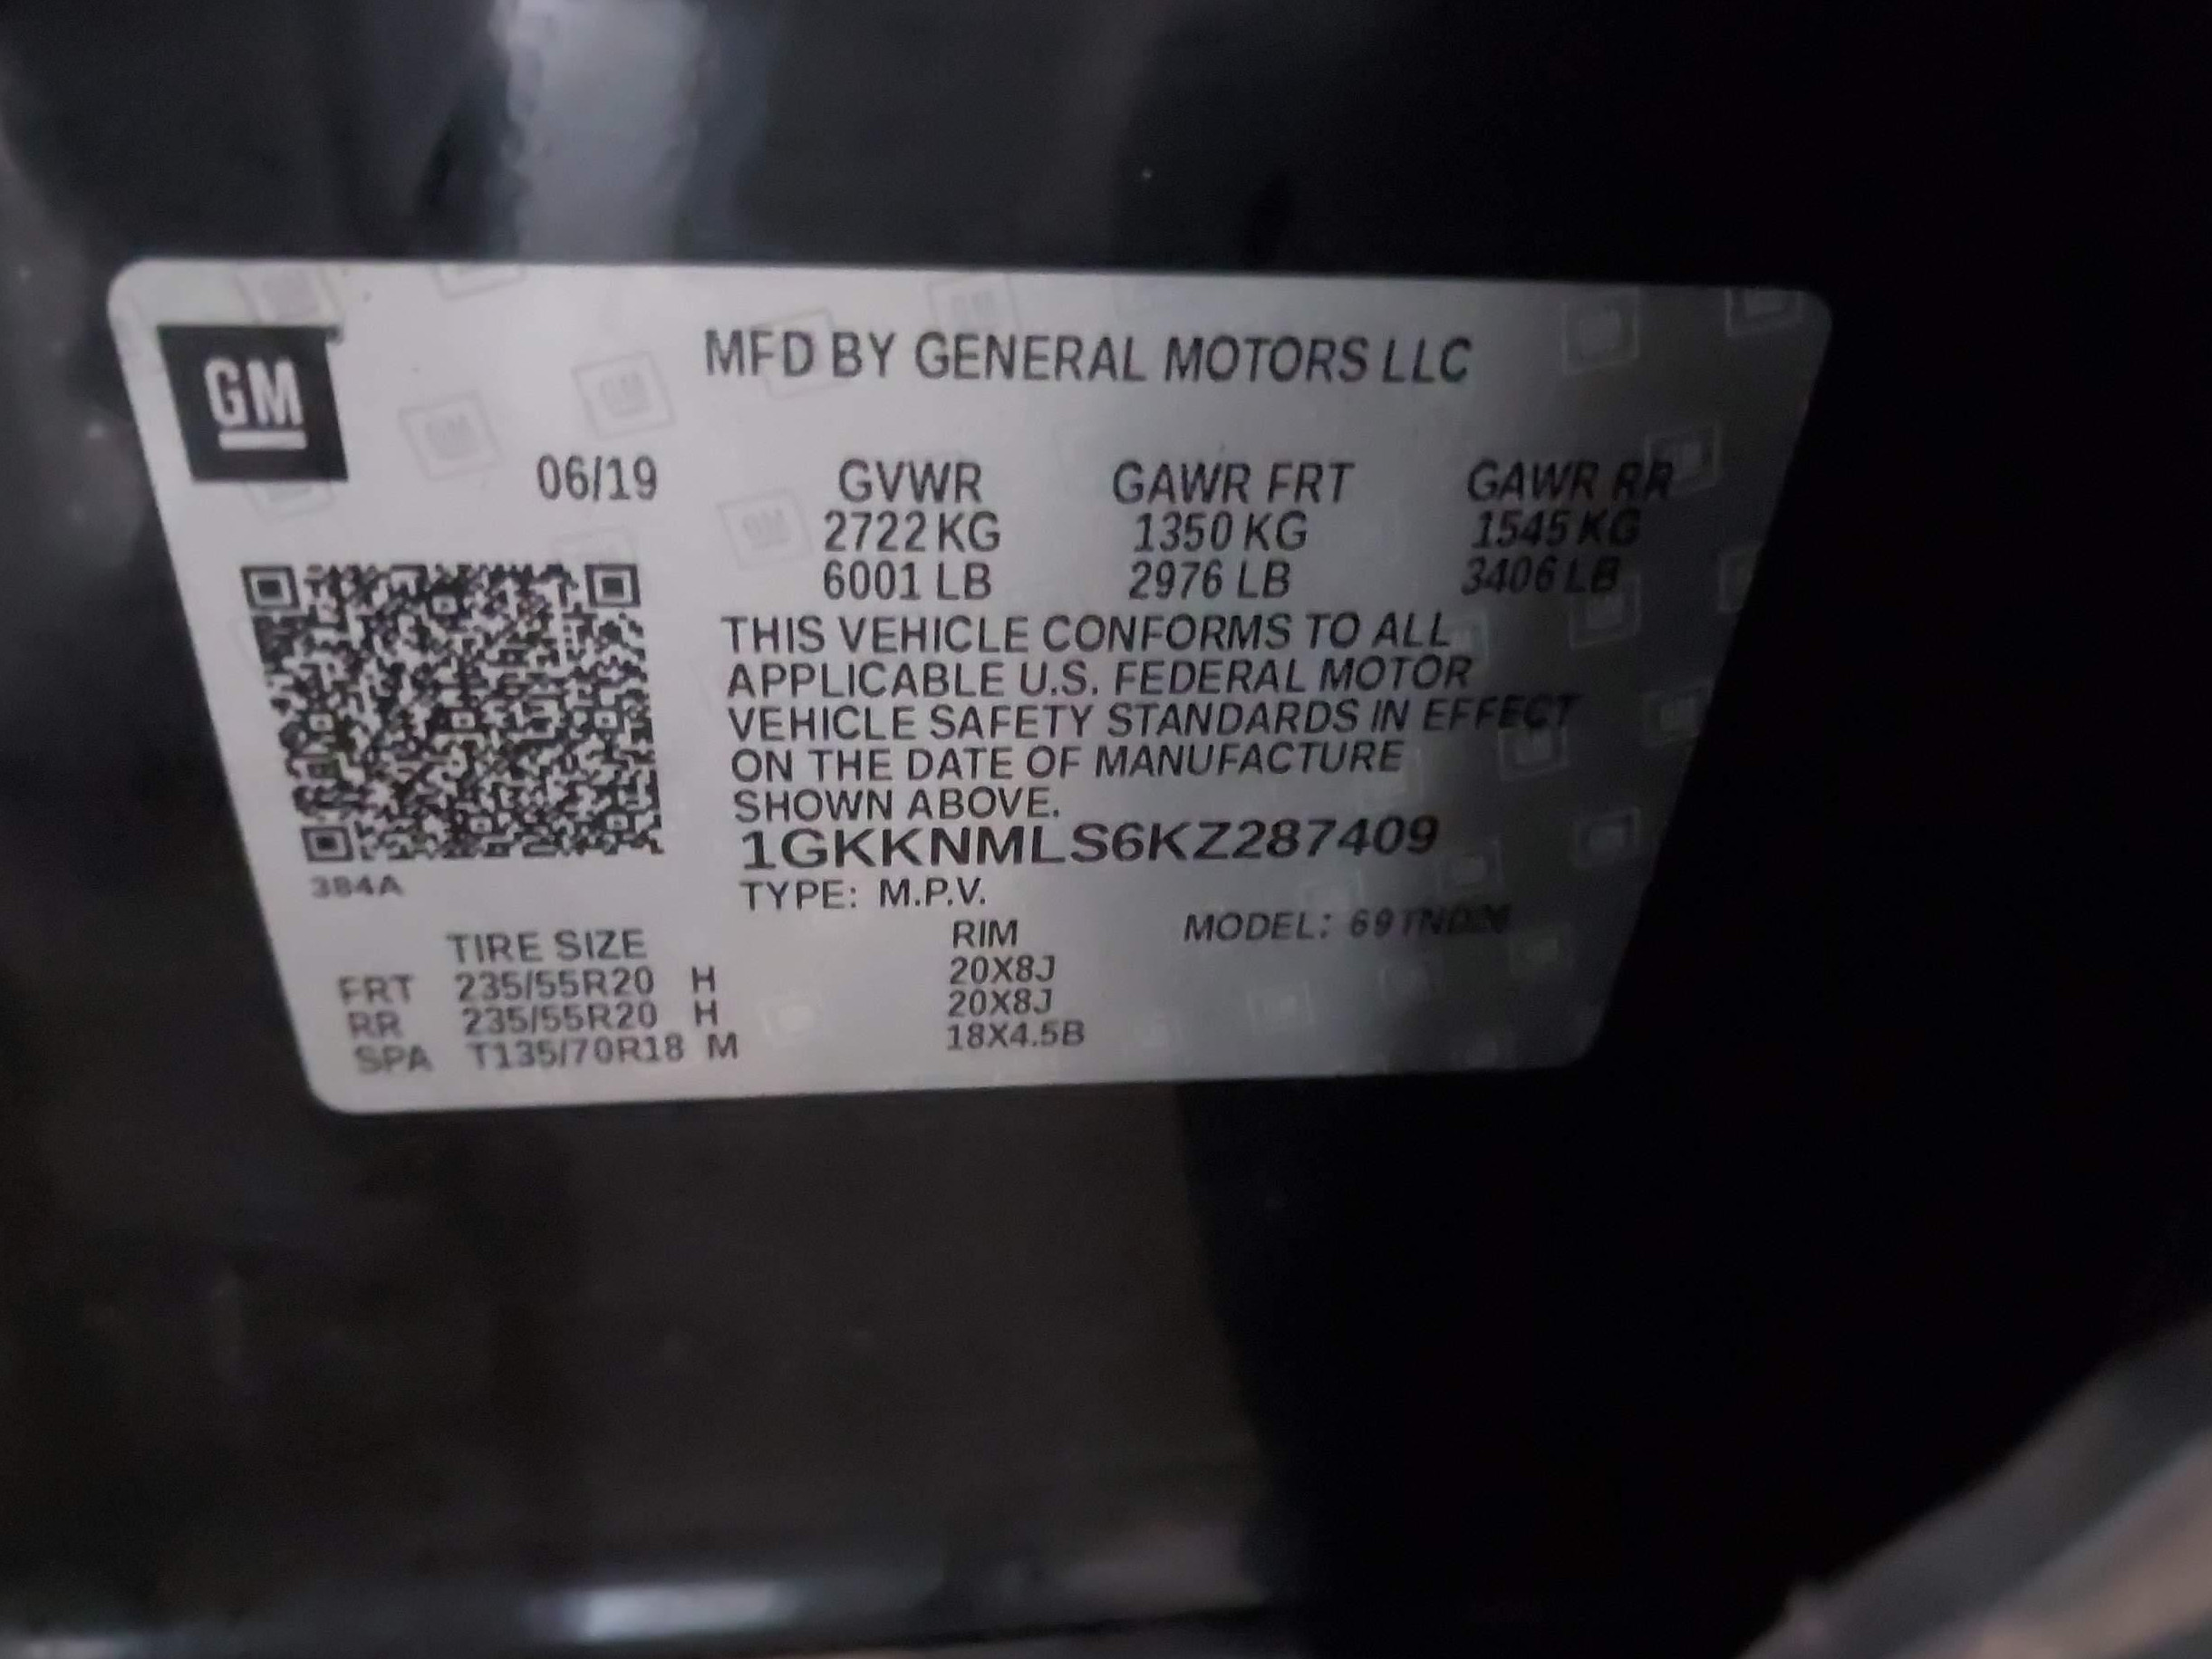 GM
MFD BY GENERAL MOTORS LLC
06/19 GVWR GAWR FRT GAWR RR
2722 KG 1350 KG 1545 KG
6001 LB 2976 LB 3406 LB
THIS VEHICLE CONFORMS TO ALL
APPLICABLE U.S. FEDERAL MOTOR
VEHICLE SAFETY STANDARDS IN EFFECT
ON THE DATE OF MANUFACTURE
SHOWN ABOVE.
1GKKNMLS6KZ287409
384A
TYPE: M.P.V.
MODEL:
TIRE SIZE RIM
FRT 235/55R20 H 20X8J
RR 235/55R20 H 20X8J
SPA T135/70R18 M 18X4.5B